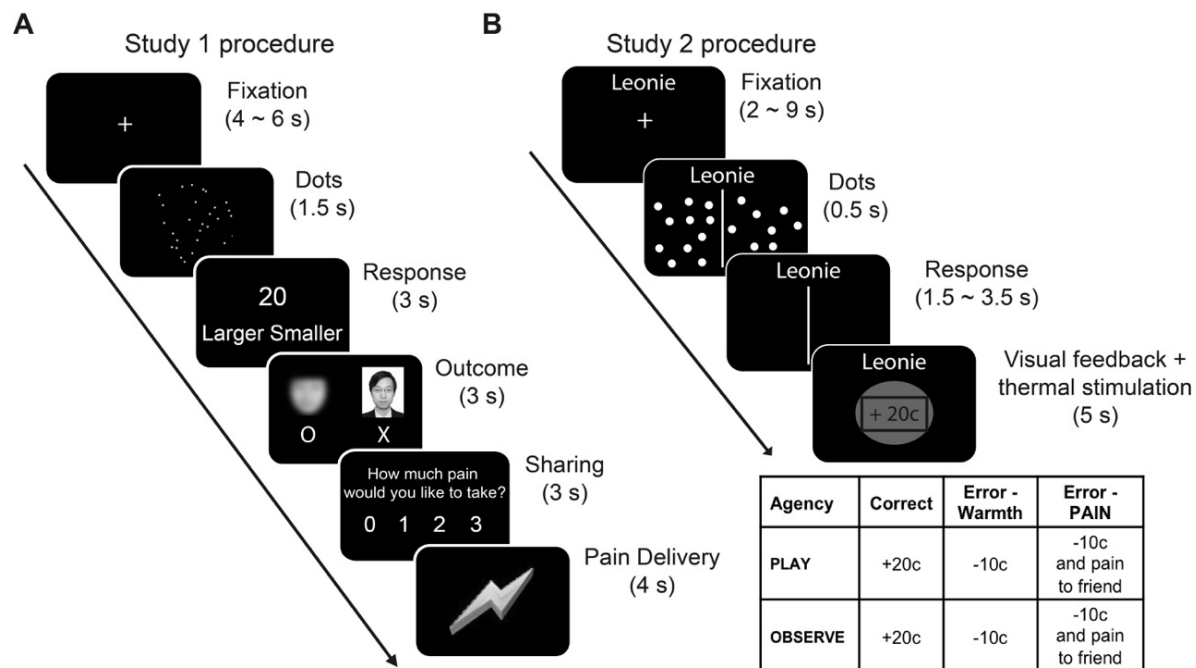 A
Study 1 procedure
+
Fixation
(4 ~ 6 s)
Dots
(1.5 s)
20
Larger Smaller
Response
(3 s)
O X
Outcome
(3 s)
How much pain
would you like to take?
0 1 2 3
Sharing
(3 s)
Pain Delivery
(4 s)
B
Study 2 procedure
Leonie
+
Fixation
(2 ~ 9 s)
Leonie
Dots
(0.5 s)
Leonie
Response
(1.5 ~ 3.5 s)
Leonie
+ 20c
Visual feedback +
thermal stimulation
(5 s)
Agency Correct Error - Warmth Error - PAIN
PLAY +20c -10c -10c and pain to friend
OBSERVE +20c -10c -10c and pain to friend